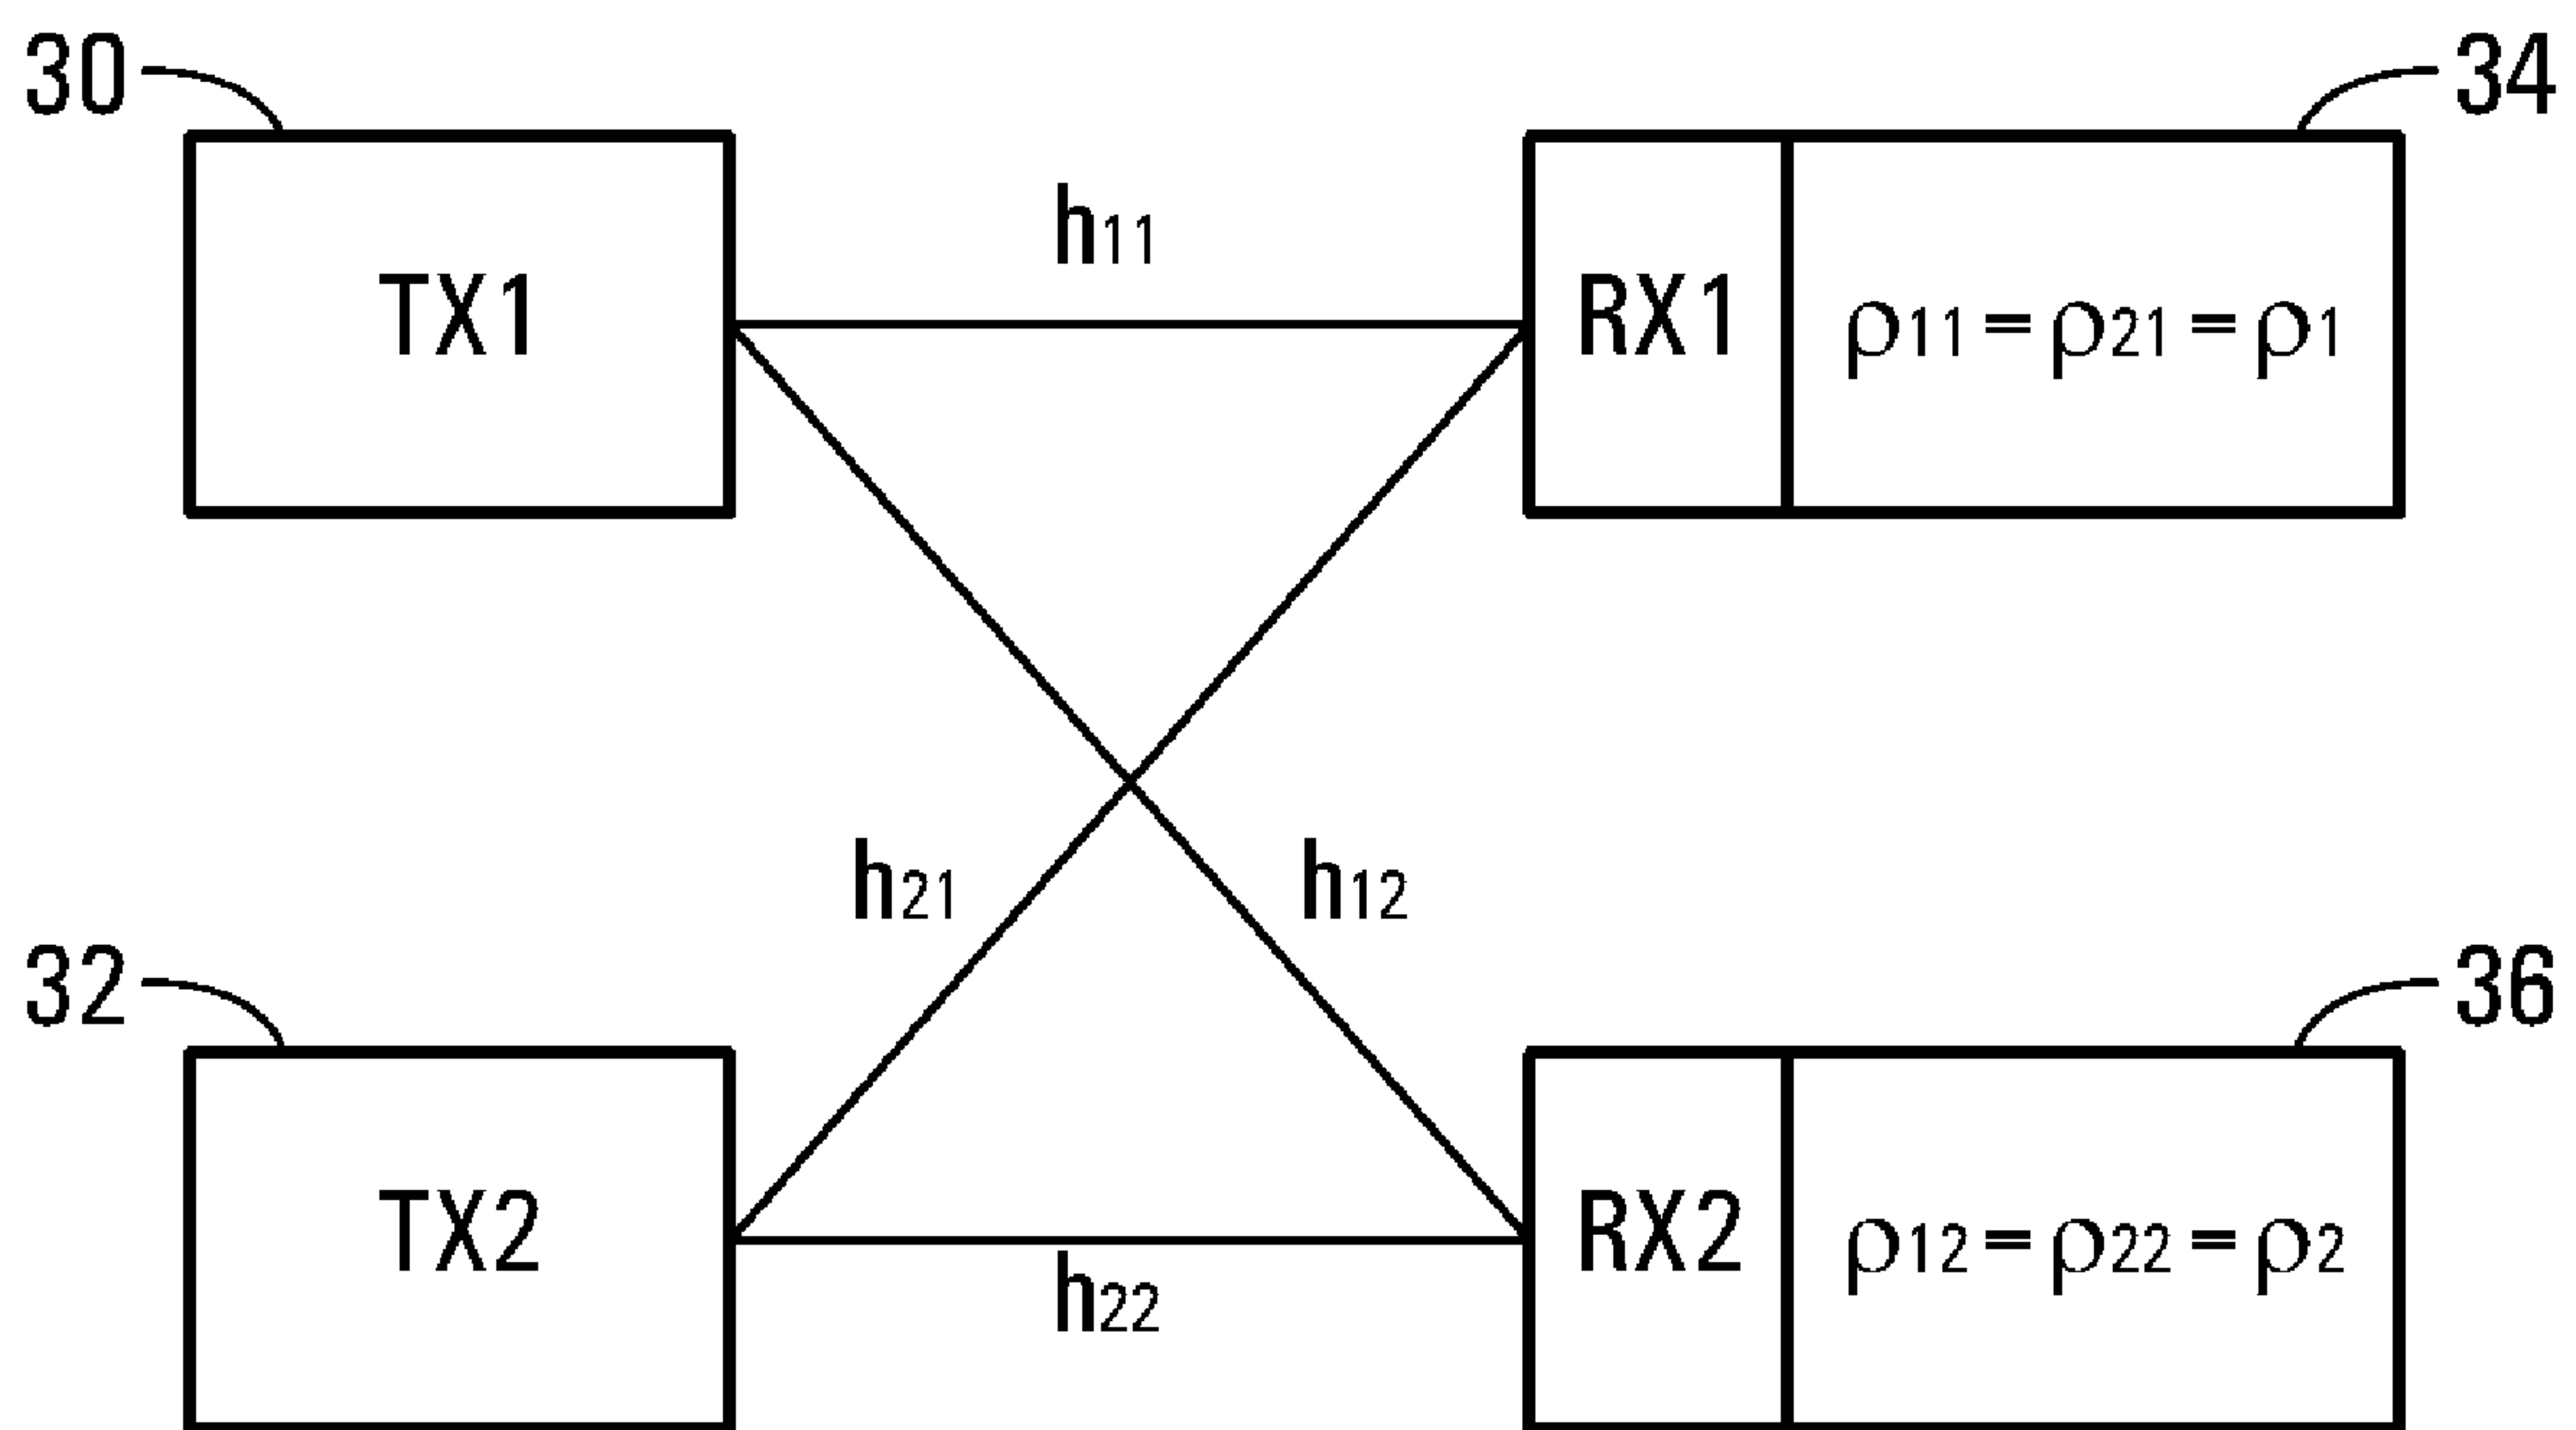 30
34
h11
TX1
RX1
ρ11 = ρ21 = ρ1
h21
h12
32
36
TX2
RX2
ρ12 = ρ22 = ρ2
h22